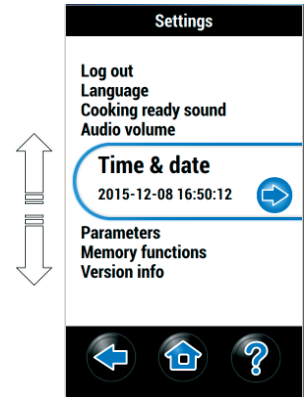 Settings
Log out
Language
Cooking ready sound
Audio volume
Time & date
2015-12-08 16:50:12
Parameters
Memory functions
Version info
?